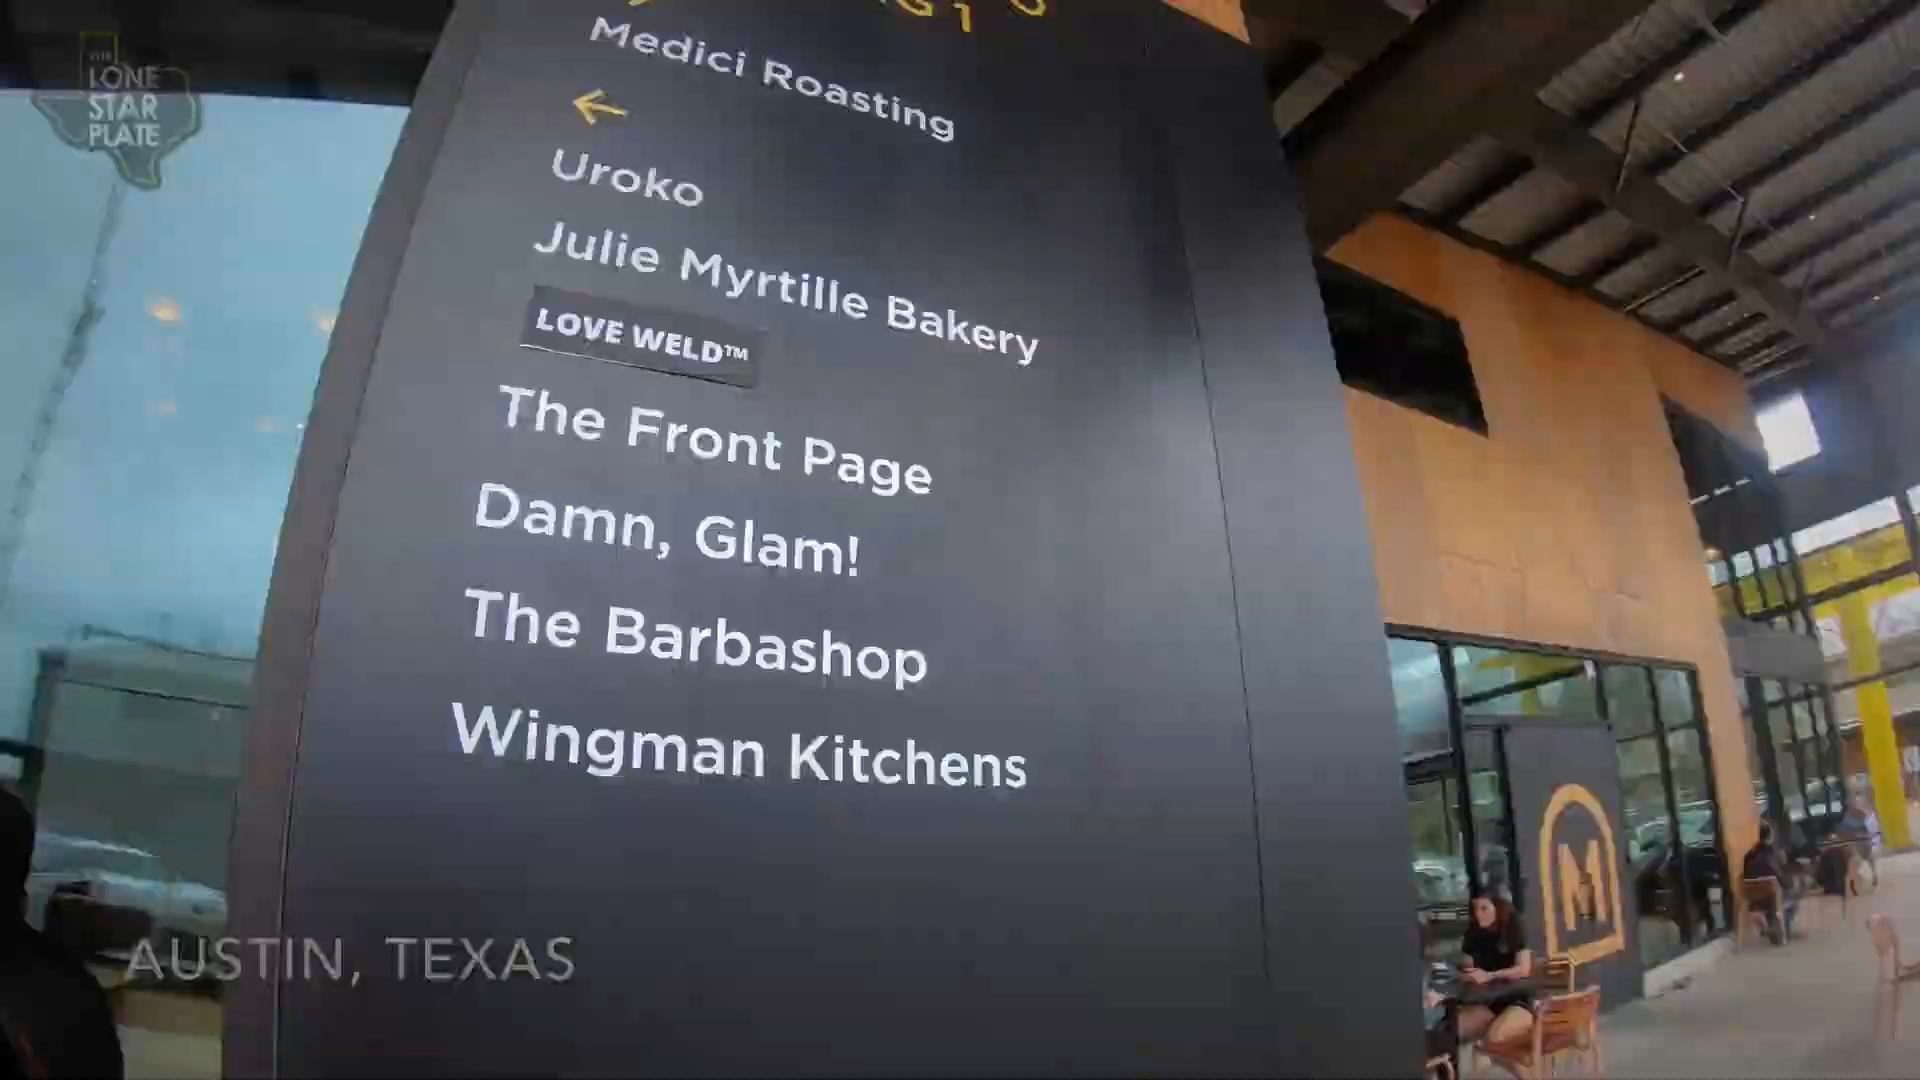 THE
LONE
STAR
PLATE
Medici Roasting
←
Uroko
Julie Myrtille Bakery
LOVE WELD™
The Front Page
Damn, Glam!
The Barbashop
Wingman Kitchens
M
AUSTIN, TEXAS